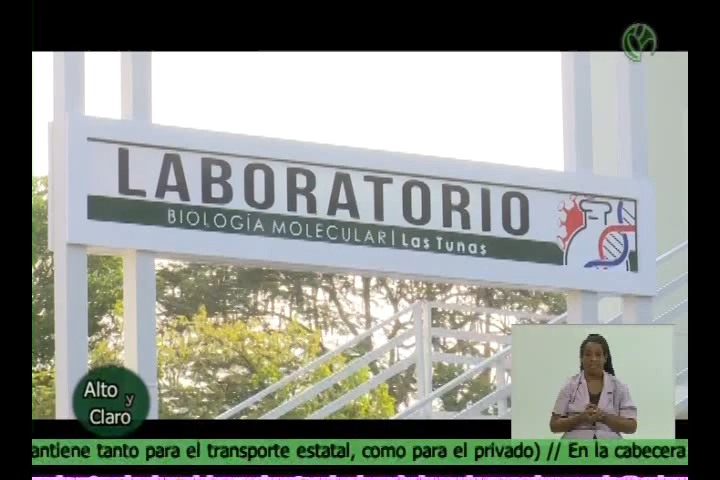 LABORATORIO
BIOLOGÍA MOLECULAR | Las Tunas
Alto
y
Claro
antiene tanto para el transporte estatal, como para el privado) // En la cabecera